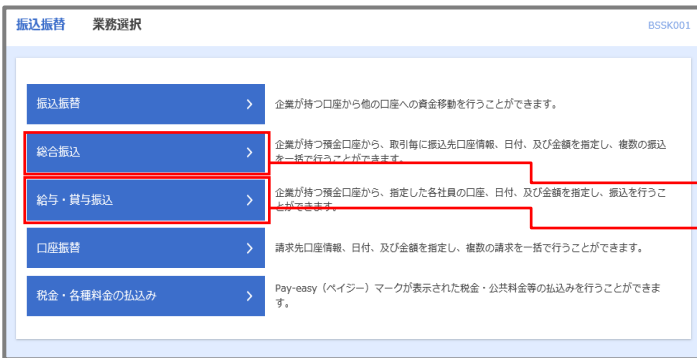 振込振替 業務選択 BSSK001
振込振替 企業が持つ口座から他の口座への資金移動を行うことができます。
総合振込 企業が持つ預金口座から、取引毎に振込先口座情報、日付、及び金額を指定し、複数の振込
を一括で行うことができます。
給与・賞与振込 企業が持つ預金口座から、指定した各社員の口座、日付、及び金額を指定し、振込を行うこ
とができます。
口座振替 請求先口座情報、日付、及び金額を指定し、複数の請求を一括で行うことができます。
税金・各種料金の払込み Pay-easy（ペイジー）マークが表示された税金・公共料金等の払込みを行うことができま
す。